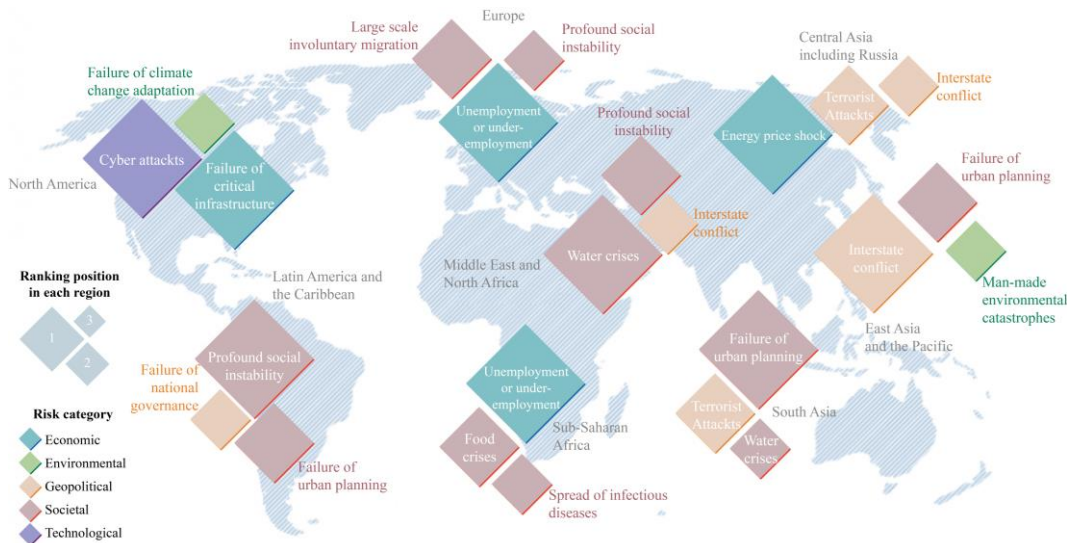 Europe
Large scale
involuntary migration
Profound social
instability
Unemployment
or under-
employment
Central Asia
including Russia
Terrorist
Attackts
Interstate
conflict
Energy price shock
Failure of climate
change adaptation
Cyber attackts
Failure of
critical
infrastructure
North America
Profound social
instability
Interstate
conflict
Water crises
Middle East and
North Africa
Failure of
urban planning
Interstate
conflict
Man-made
environmental
catastrophes
East Asia
and the Pacific
Latin America and
the Caribbean
Profound social
instability
Failure of
national
governance
Failure of
urban planning
Unemployment
or under-
employment
Sub-Saharan
Africa
Food
crises
Spread of infectious
diseases
Failure of
urban planning
Terrorist
Attackts
South Asia
Water
crises
Ranking position
in each region
1
3
2
Risk category
Economic
Environmental
Geopolitical
Societal
Technological